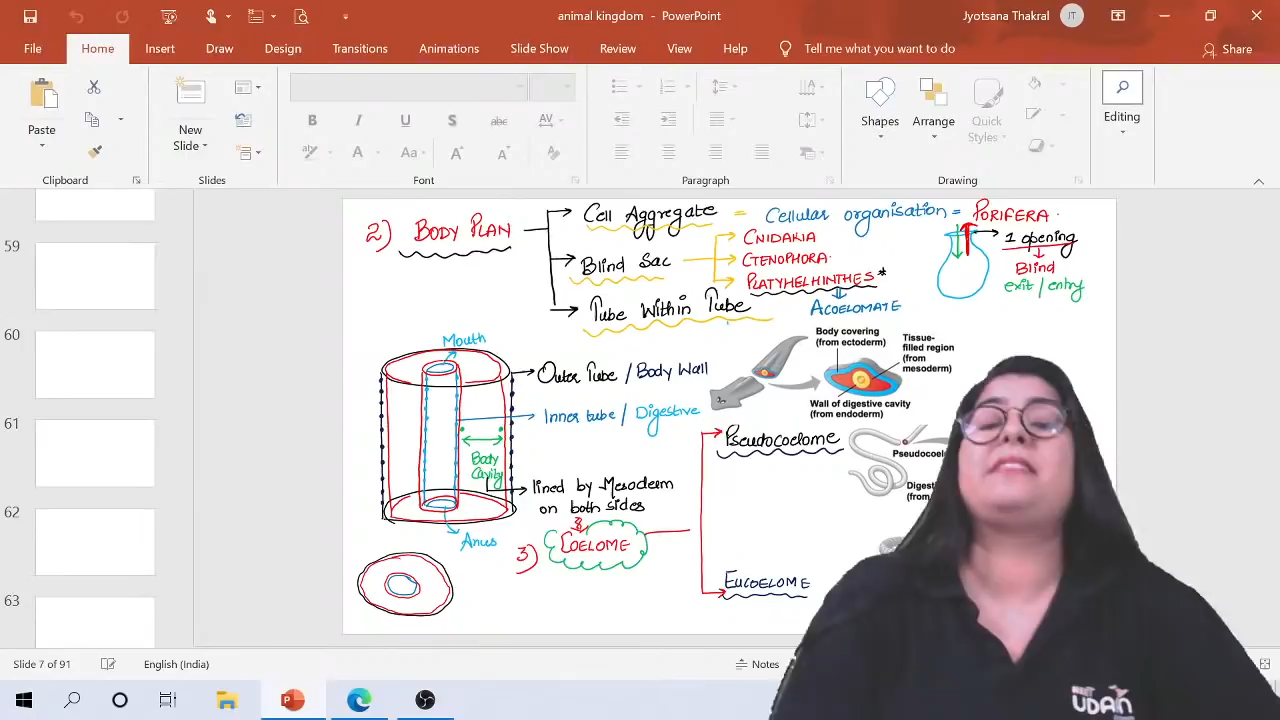 animal kingdom - PowerPoint
Jyotsana Thakral JT
File Home Insert Draw Design Transitions Animations Slide Show Review View Help Tell me what you want to do Share
Paste
New Slide
B I U S abc AV
Aa A A
Shapes Arrange Quick Styles
Editing
Clipboard Slides Font Paragraph Drawing
59
60
61
62
63
2) BODY PLAN
Cell Aggregate = Cellular organisation = PORIFERA
Blind Sac
CNIDARIA
CTENOPHORA
PLATYHELMINTHES*
ACOELOMATE
Tube Within Tube
1 opening
Blind
exit / entry
Mouth
Outer Tube / Body Wall
Inner tube / Digestive
Body Cavity
lined by Mesoderm
on both sides
Anus
3) COELOME
Body covering
(from ectoderm)
Tissue-
filled region
(from
mesoderm)
Wall of digestive cavity
(from endoderm)
Pseudocoelome
EUCOELOME
Slide 7 of 91 English (India) Notes
UDAN